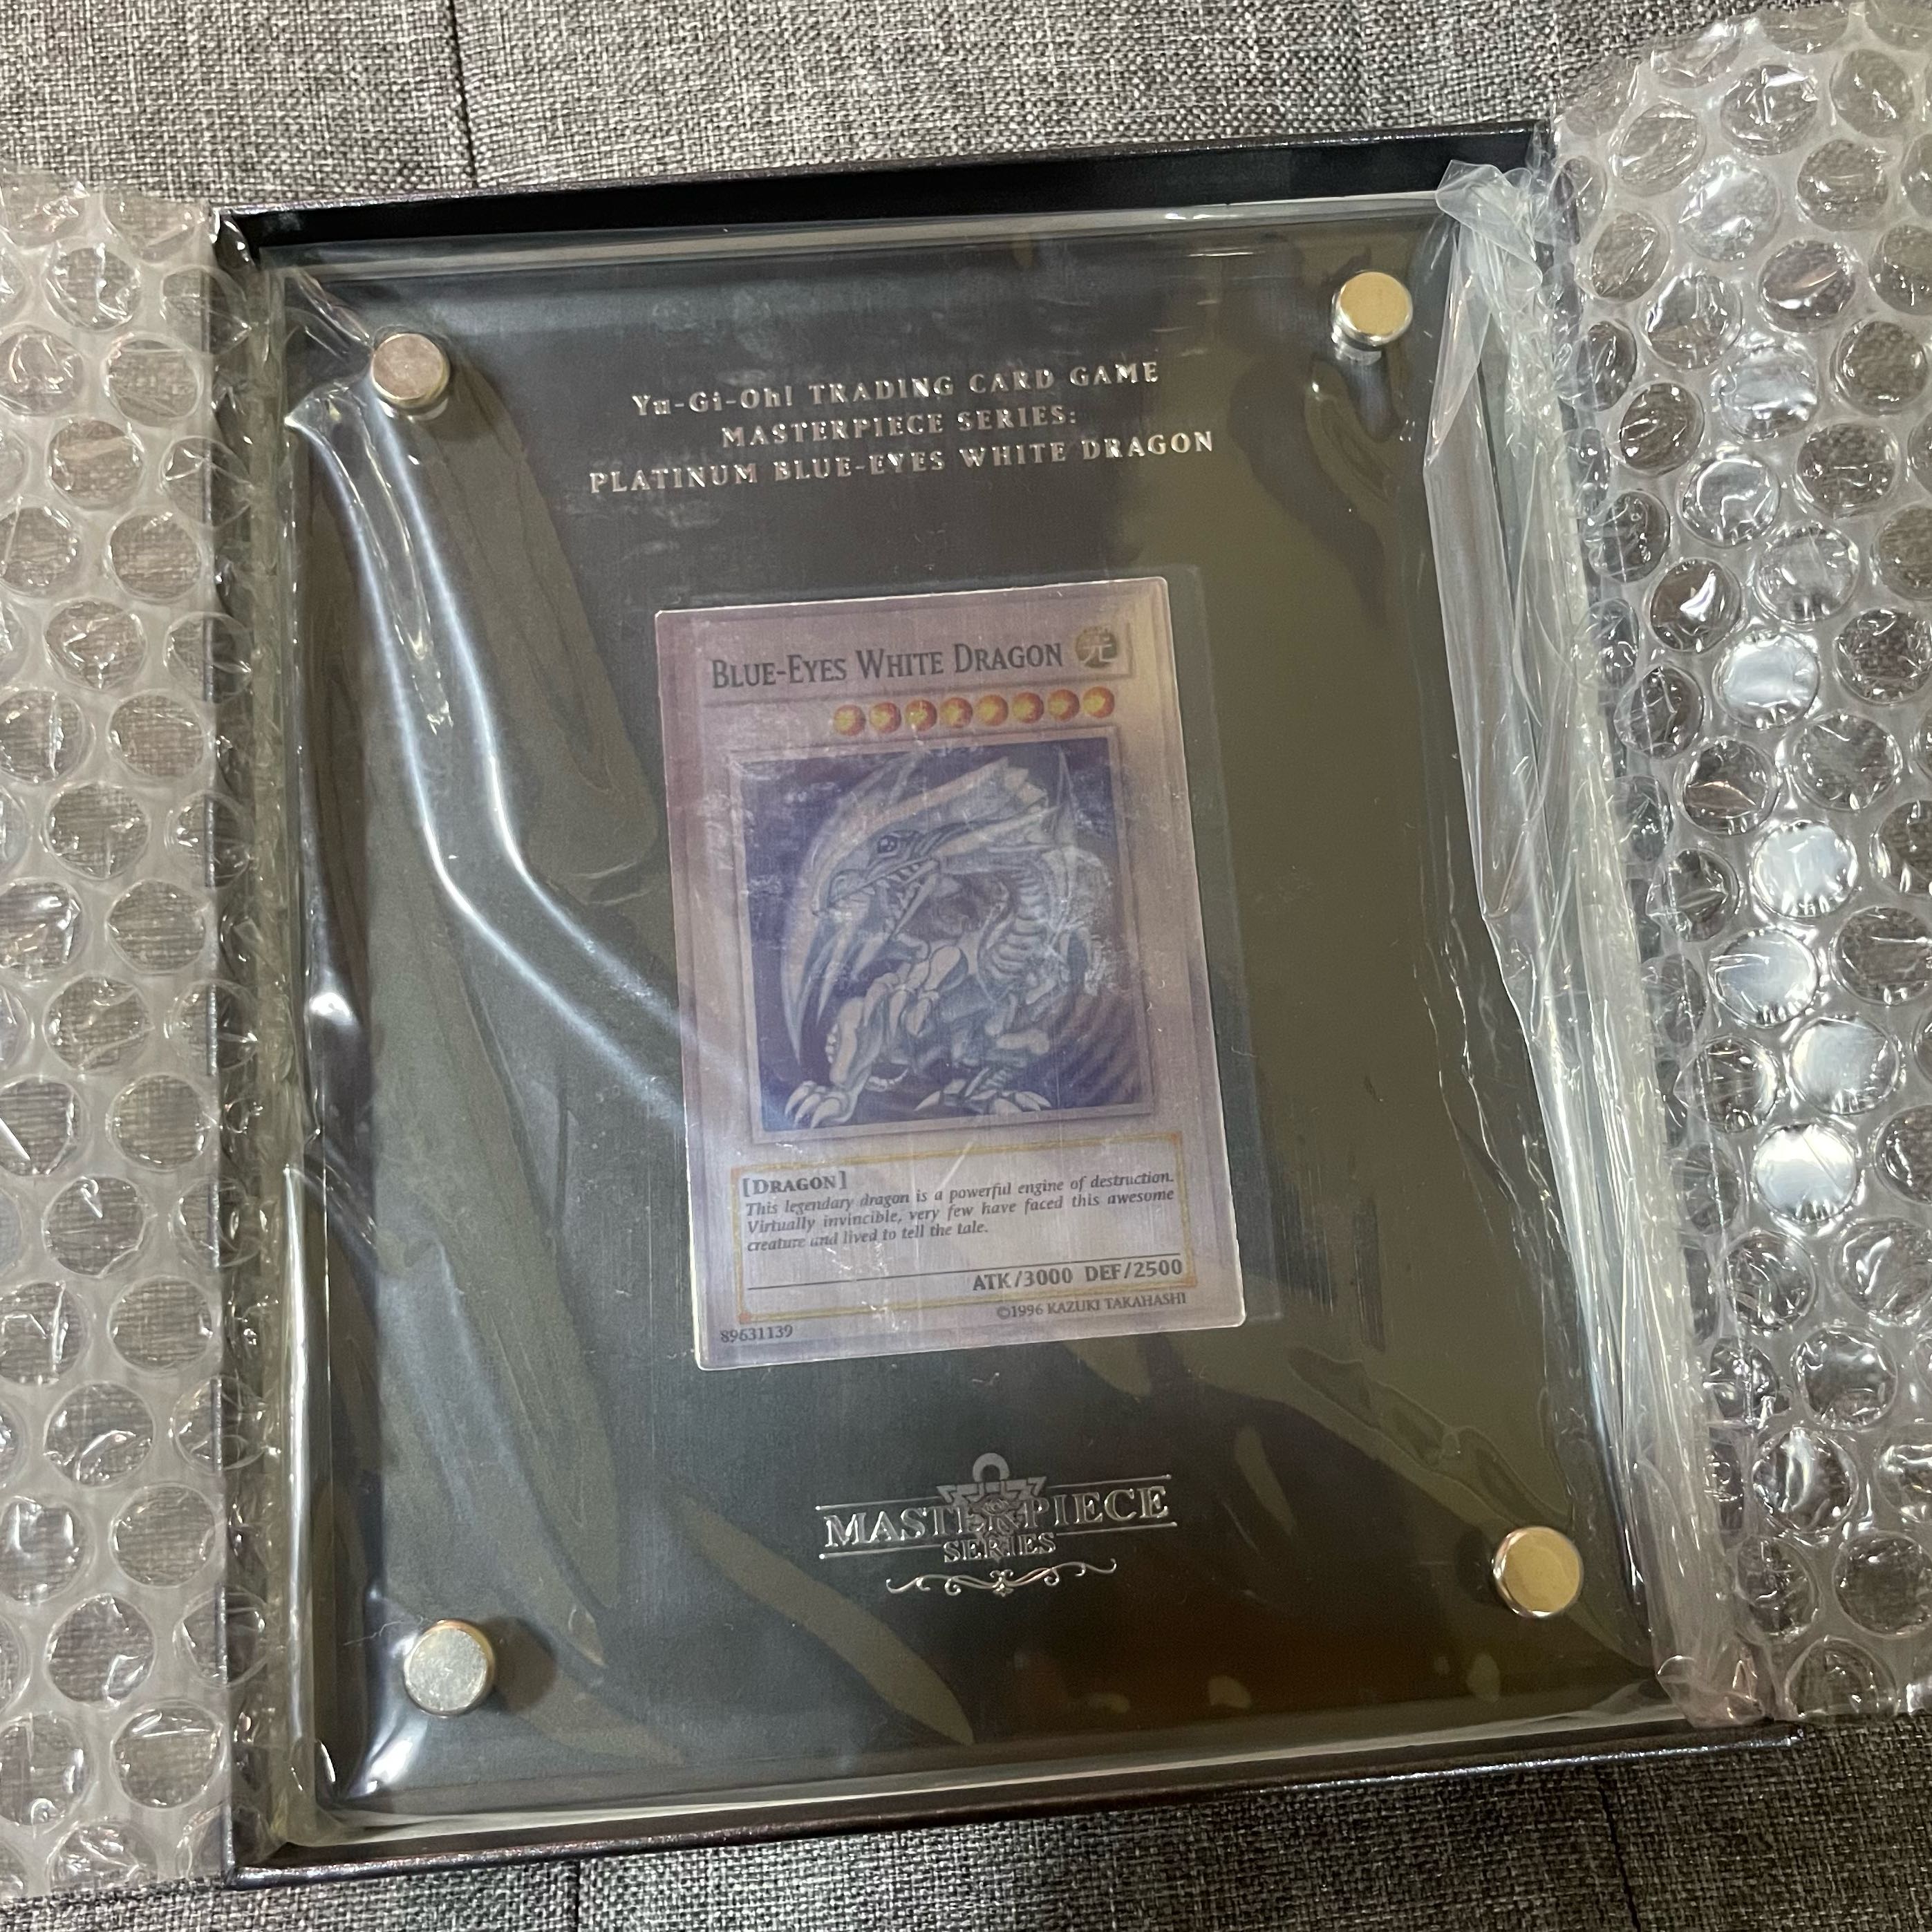 Yu-Gi-Oh! TRADING CARD GAME
MASTERPIECE SERIES:
PLATINUM BLUE-EYES WHITE DRAGON
BLUE-EYES WHITE DRAGON 光
[DRAGON]
This legendary dragon is a powerful engine of destruction.
Virtually invincible, very few have faced this awesome
creature and lived to tell the tale.
ATK/3000 DEF/2500
89631139 ©1996 KAZUKI TAKAHASHI
MASTERPIECE
SERIES